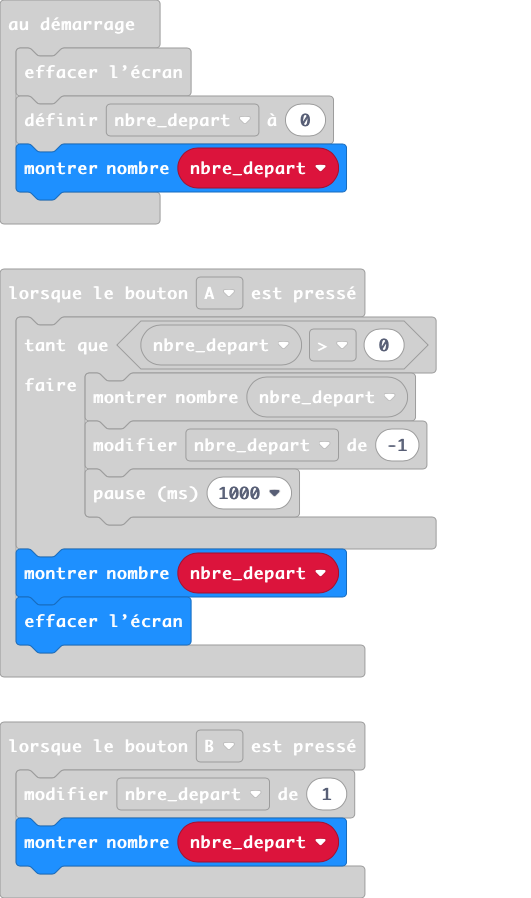 au démarrage
effacer l’écran
définir nbre_depart à 0
montrer nombre nbre_depart
lorsque le bouton A est pressé
tant que nbre_depart > 0
faire
montrer nombre nbre_depart
modifier nbre_depart de -1
pause (ms) 1000
montrer nombre nbre_depart
effacer l’écran
lorsque le bouton B est pressé
modifier nbre_depart de 1
montrer nombre nbre_depart